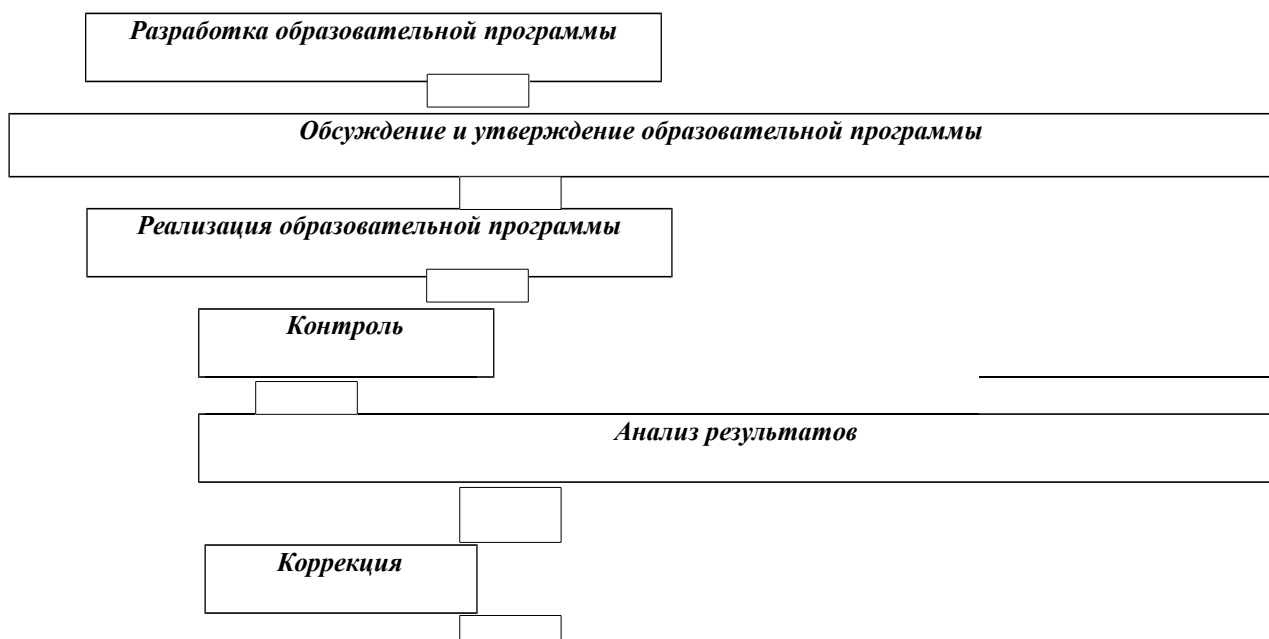 Разработка образовательной программы
Обсуждение и утверждение образовательной программы
Реализация образовательной программы
Контроль
Анализ результатов
Коррекция